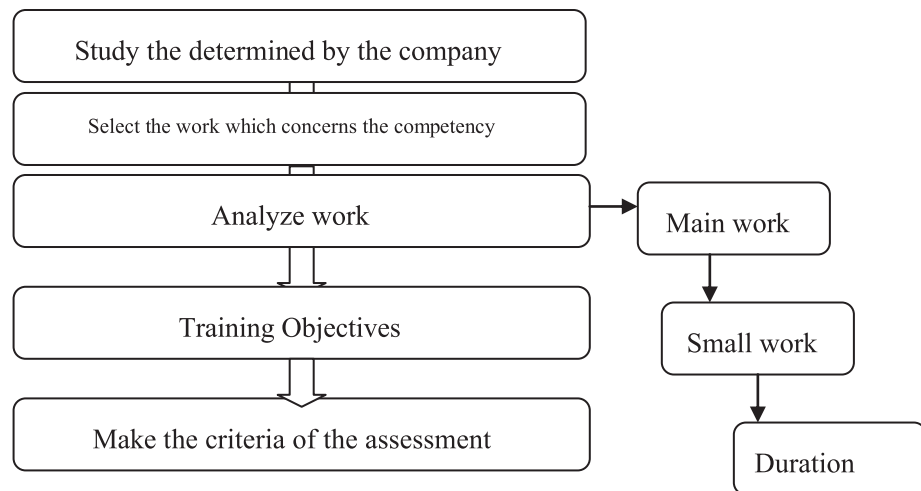 Study the determined by the company
Select the work which concerns the competency
Analyze work
Main work
Training Objectives
Small work
Make the criteria of the assessment
Duration